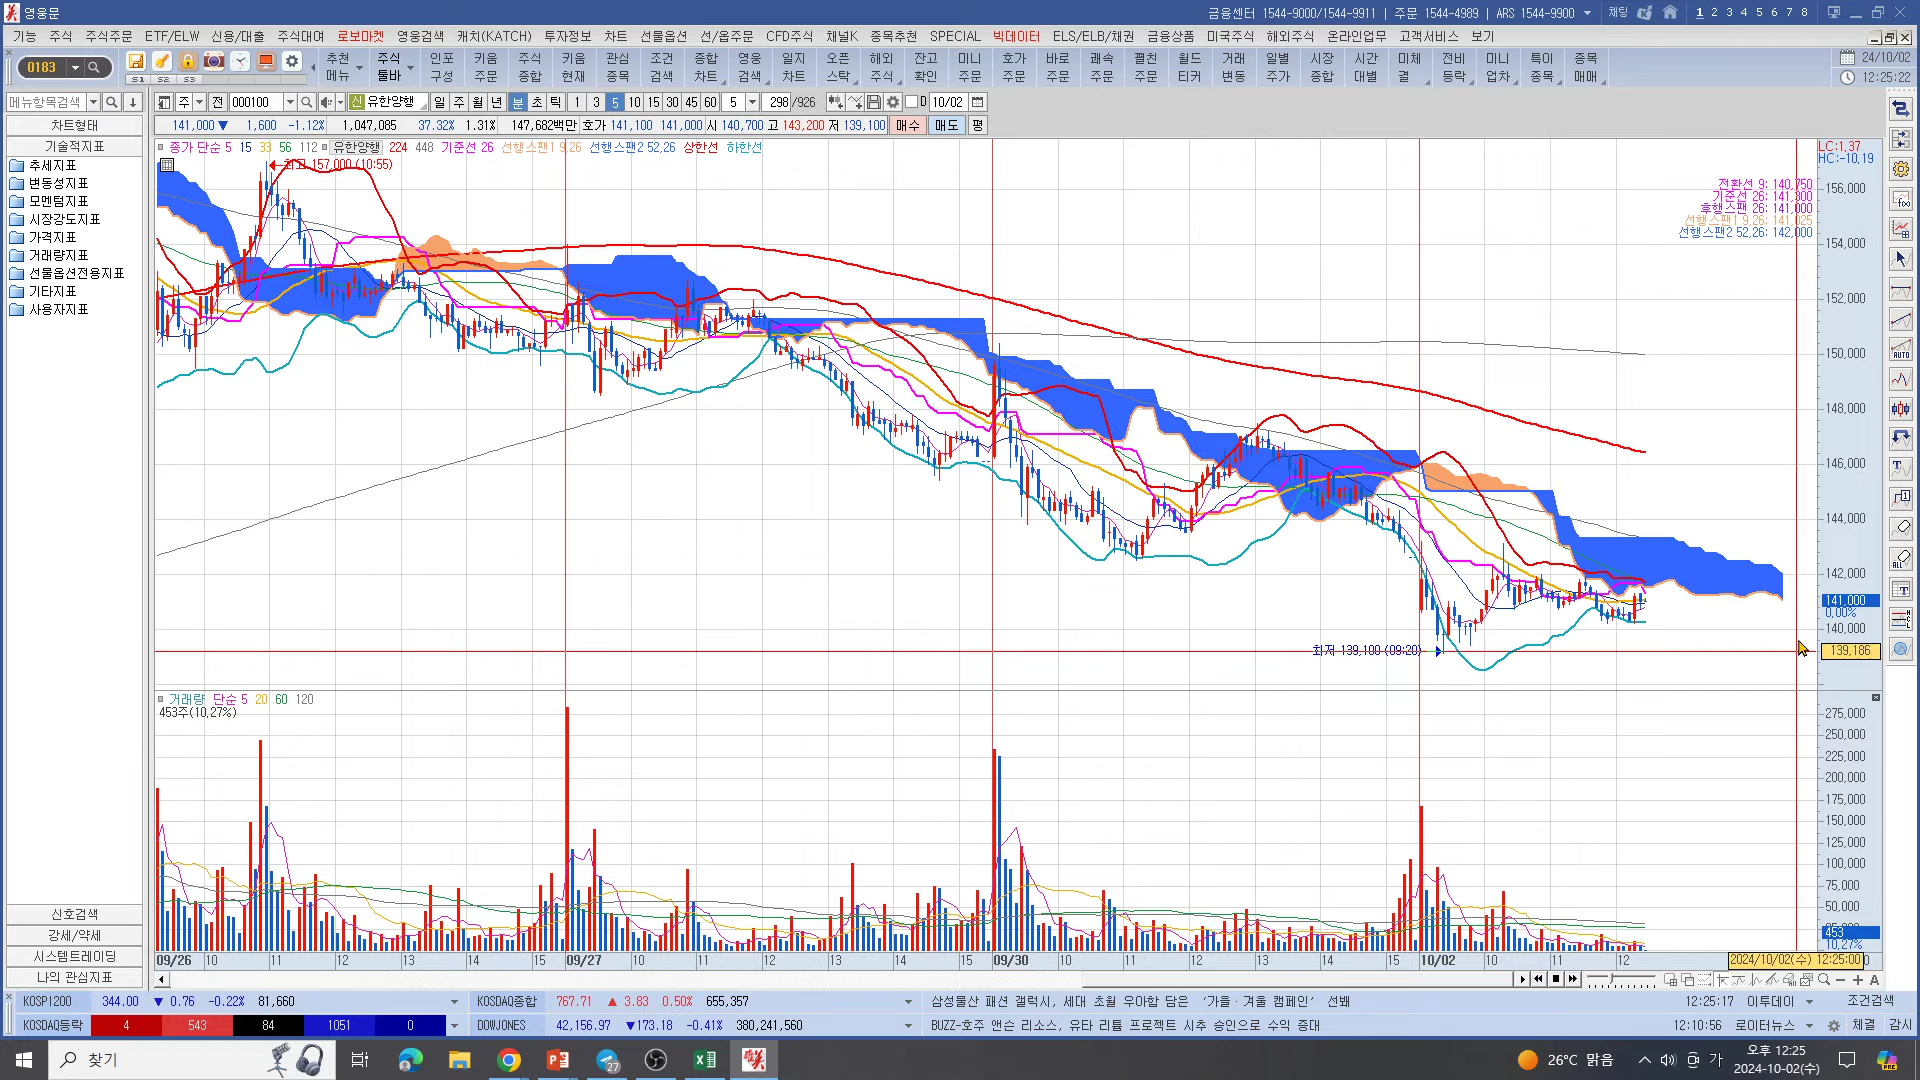 영웅문
금융센터 1544-9000/1544-9911 | 주문 1544-4989 | ARS 1544-9900 채팅 1 2 3 4 5 6 7 8
기능 주식 주식주문 ETF/ELW 신용/대출 주식대여 로보마켓 영웅검색 캐치(KATCH) 투자정보 차트 선물옵션 선/옵주문 CFD주식 채널K 종목추천 SPECIAL 빅데이터 ELS/ELB/채권 금융상품 미국주식 해외주식 온라인업무 고객서비스 보기
0183 S1 S2 S3
추천 주식 인포 키움 주식 키움 관심 조건 종합 영웅 일지 오픈 해외 잔고 미니 호가 바로 쾌속 펼친 월드 거래 일별 시장 시간 미체 전비 미니 특이 종목
메뉴 툴바 구성 주문 종합 현재 종목 검색 차트 검색 차트 스탁 주식 확인 주문 주문 주문 주문 주문 티커 변동 주가 종합 대별 결 등락 업차 종목 매매
24/10/02
12:25:22
메뉴항목검색 주 전 000100 신 유한양행 일 주 월 년 분 초 틱 1 3 5 10 15 30 45 60 5 298 /926 D 10/02
141,000 ▼ 1,600 -1.12% 1,047,085 37.32% 1.31% 147,682백만 호가 141,100 141,000 시 140,700 고 143,200 저 139,100 매수 매도 평
차트형태
기술적지표
추세지표
변동성지표
모멘텀지표
시장강도지표
가격지표
거래량지표
선물옵션전용지표
기타지표
사용자지표
신호검색
강세/약세
시스템트레이딩
나의 관심지표
종가 단순 5 15 33 56 112 유한양행 224 448 기준선 26 선행스팬1 9,26 선행스팬2 52,26 상한선 하한선
최고 157,000 (10:55)
LC:1,37
HC:-10,19
전환선 9: 140,750
기준선 26: 141,300
후행스팬 26: 141,000
선행스팬1 9,26: 141,025
선행스팬2 52,26: 142,000
156,000
154,000
152,000
150,000
148,000
146,000
144,000
142,000
141,000
0,00%
140,000
139,186
최저 139,100 (09:20)
거래량 단순 5 20 60 120
453주(10,27%)
275,000
250,000
225,000
200,000
175,000
150,000
125,000
100,000
75,000
50,000
453
10,27%
09/26 10 11 12 13 14 15 09/27 10 11 12 13 14 15 09/30 10 11 12 13 14 15 10/02 10 11 12 2024/10/02(수) 12:25:00
KOSPI200 344.00 ▼ 0.76 -0.22% 81,660 KOSDAQ종합 767.71 ▲ 3.83 0.50% 655,357 삼성물산 패션 갤럭시, 세대 초월 우아함 담은 '가을·겨울 캠페인' 선봬 12:25:17 이투데이 조건검색
KOSDAQ등락 4 543 84 1051 0 DOWJONES 42,156.97 ▼173.18 -0.41% 380,241,560 BUZZ-호주 앤슨 리소스, 유타 리튬 프로젝트 시추 승인으로 수익 증대 12:10:56 로이터뉴스 체결 감시
찾기 27 26°C 맑음 가 오후 12:25
2024-10-02(수)